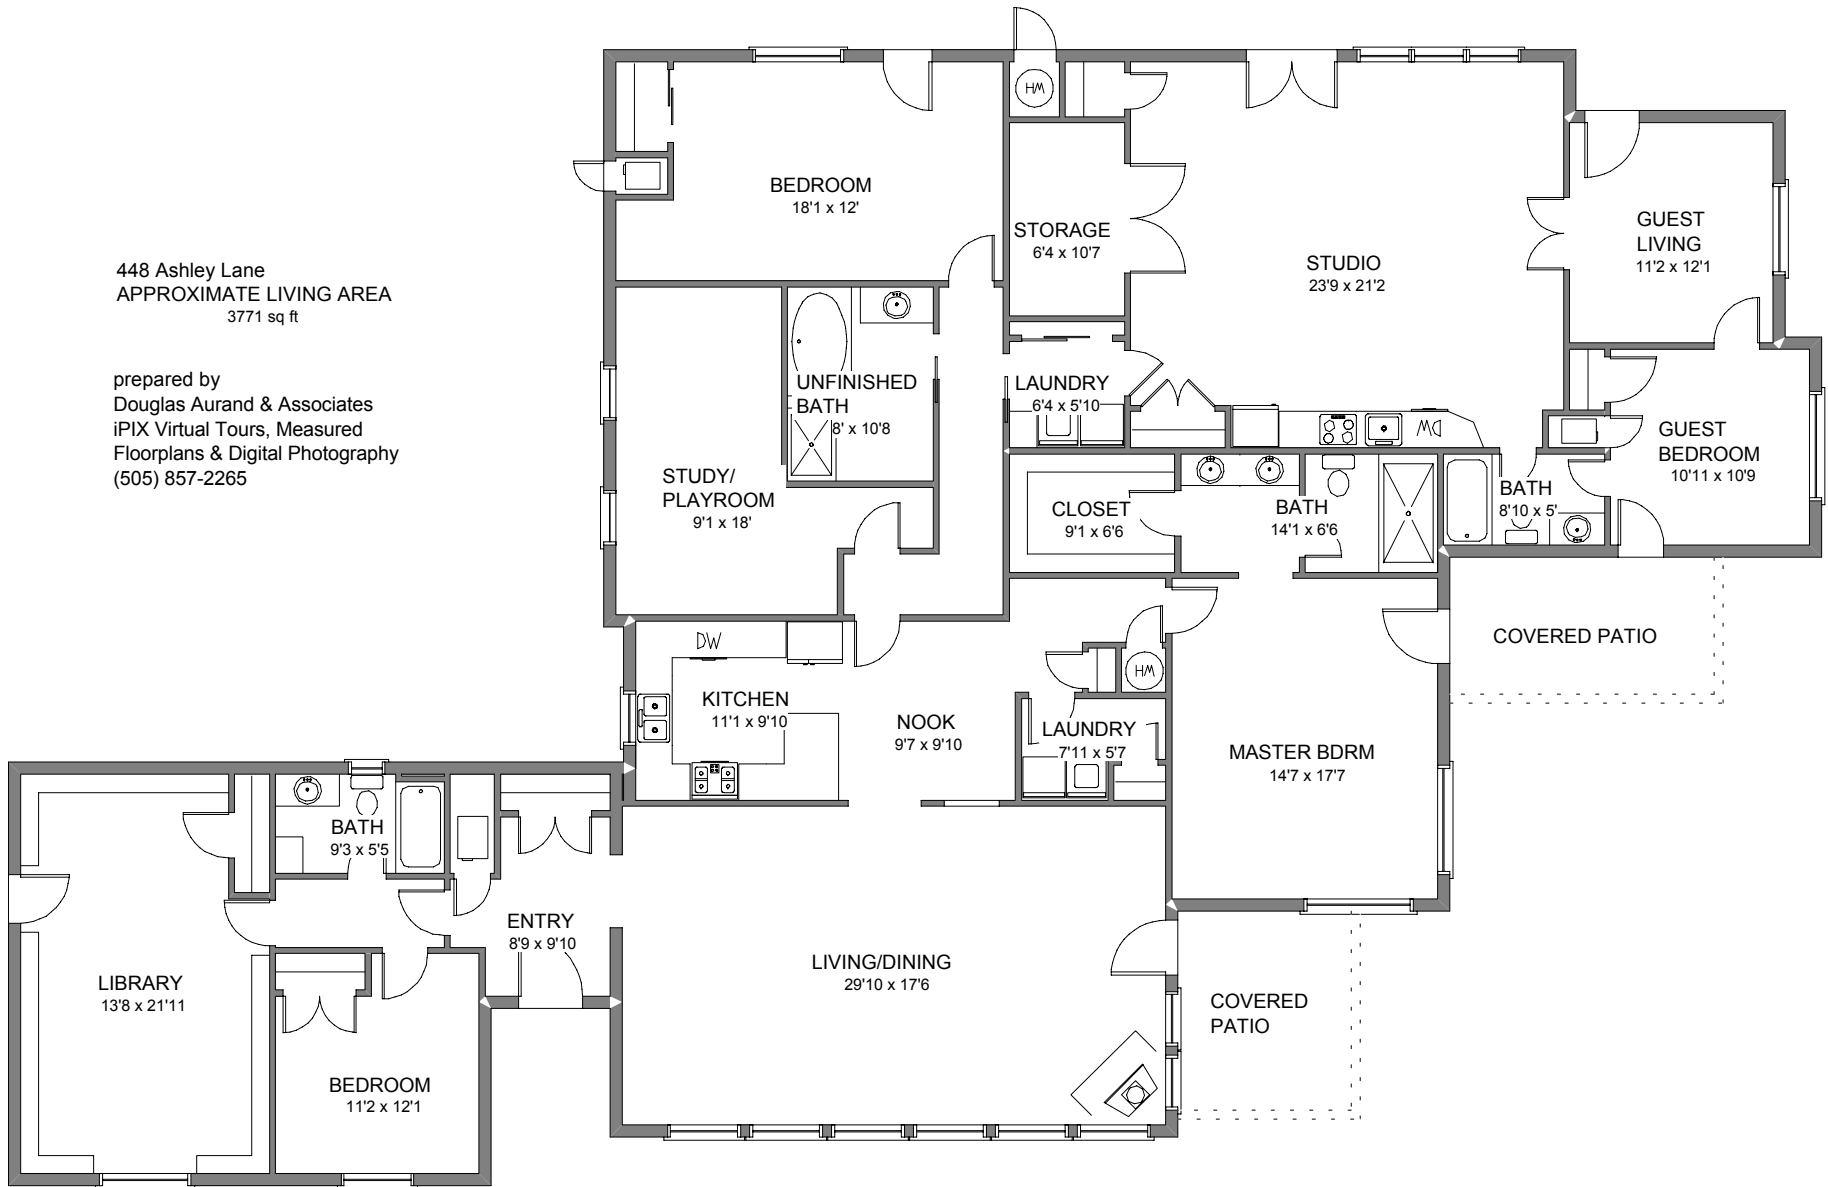 448 Ashley Lane
APPROXIMATE LIVING AREA
3771 sq ft
prepared by
Douglas Aurand & Associates
iPIX Virtual Tours, Measured
Floorplans & Digital Photography
(505) 857-2265
BEDROOM
18'1 x 12'
HW
STORAGE
6'4 x 10'7
STUDIO
23'9 x 21'2
GUEST
LIVING
11'2 x 12'1
UNFINISHED
BATH
8' x 10'8
LAUNDRY
6'4 x 5'10
DW
GUEST
BEDROOM
10'11 x 10'9
STUDY/
PLAYROOM
9'1 x 18'
CLOSET
9'1 x 6'6
BATH
14'1 x 6'6
BATH
8'10 x 5'
COVERED PATIO
DW
KITCHEN
11'1 x 9'10
NOOK
9'7 x 9'10
HW
LAUNDRY
7'11 x 5'7
MASTER BDRM
14'7 x 17'7
BATH
9'3 x 5'5
ENTRY
8'9 x 9'10
LIBRARY
13'8 x 21'11
LIVING/DINING
29'10 x 17'6
COVERED
PATIO
BEDROOM
11'2 x 12'1